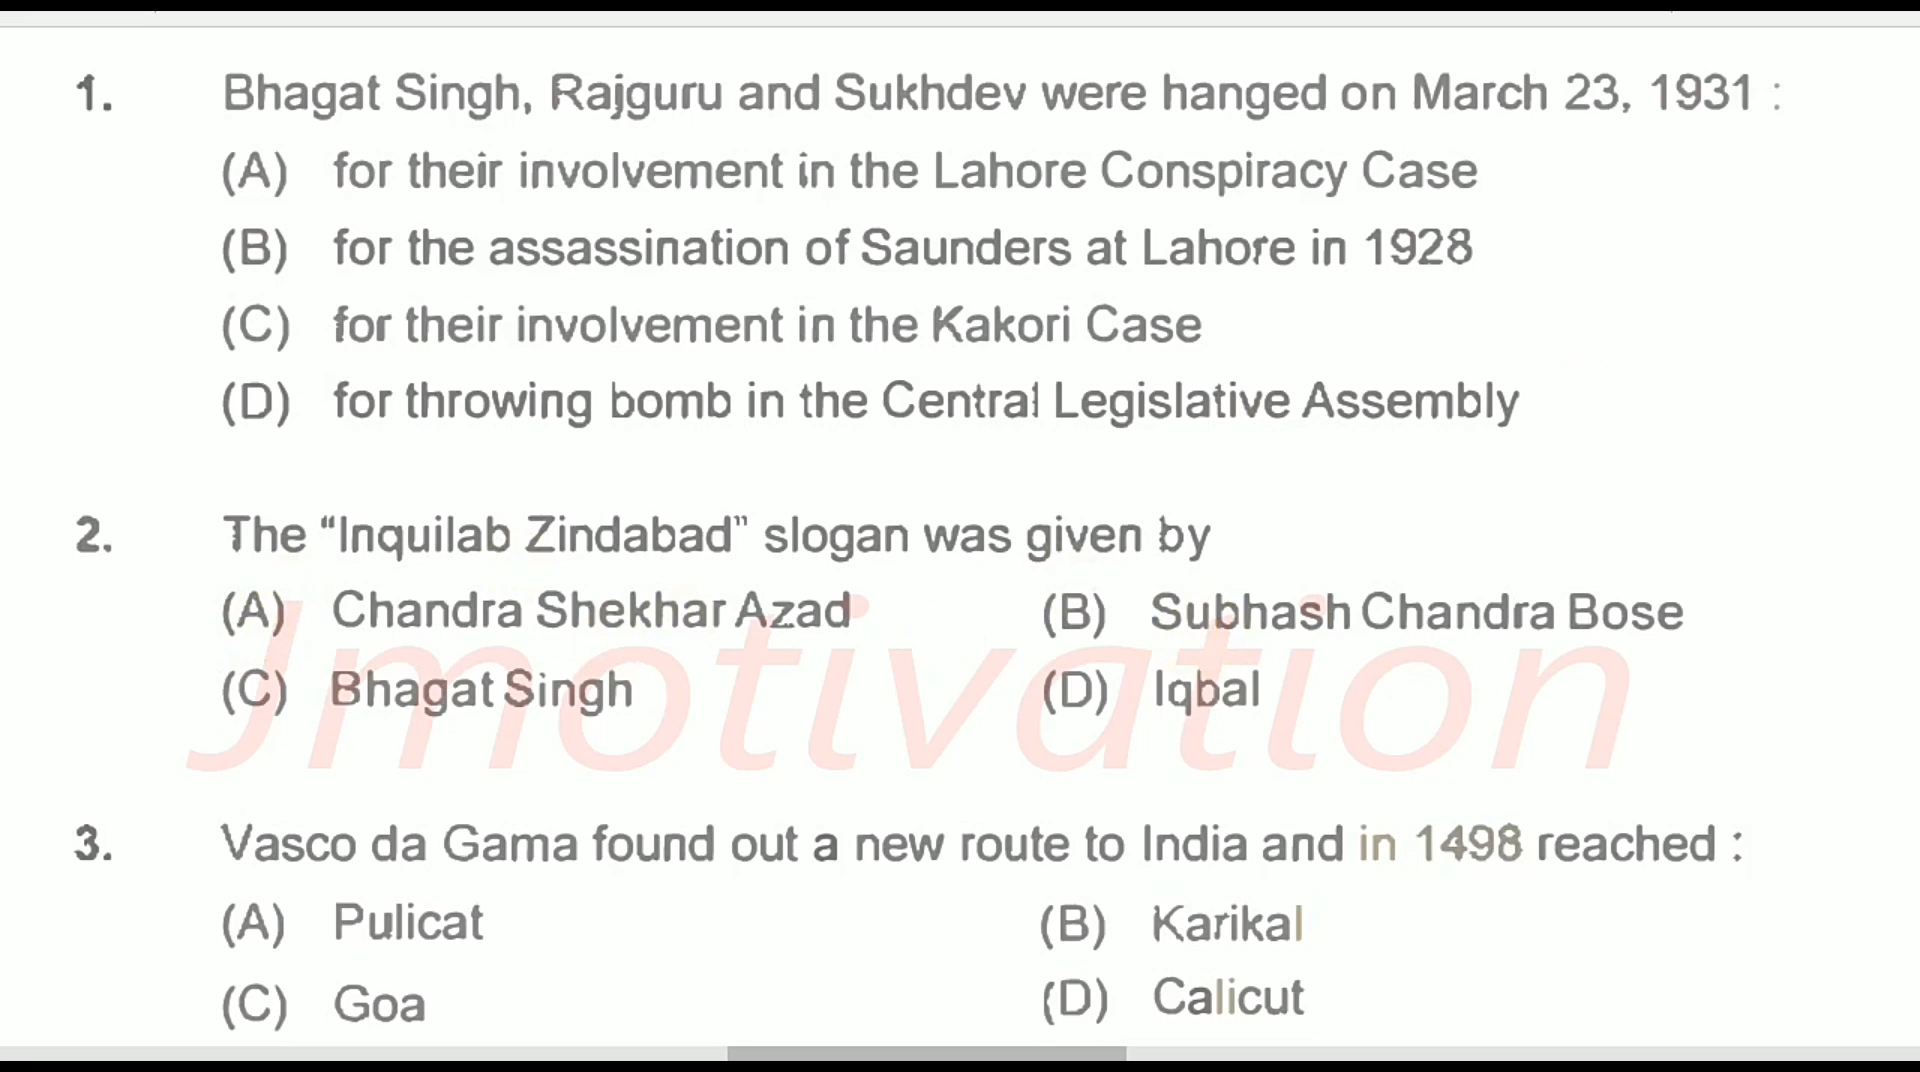 1. Bhagat Singh, Rajguru and Sukhdev were hanged on March 23, 1931 :
(A) for their involvement in the Lahore Conspiracy Case
(B) for the assassination of Saunders at Lahore in 1928
(C) for their involvement in the Kakori Case
(D) for throwing bomb in the Central Legislative Assembly
2. The “Inquilab Zindabad” slogan was given by
(A) Chandra Shekhar Azad (B) Subhash Chandra Bose
(C) Bhagat Singh (D) Iqbal
Jmotivation
3. Vasco da Gama found out a new route to India and in 1498 reached :
(A) Pulicat (B) Karikal
(C) Goa (D) Calicut